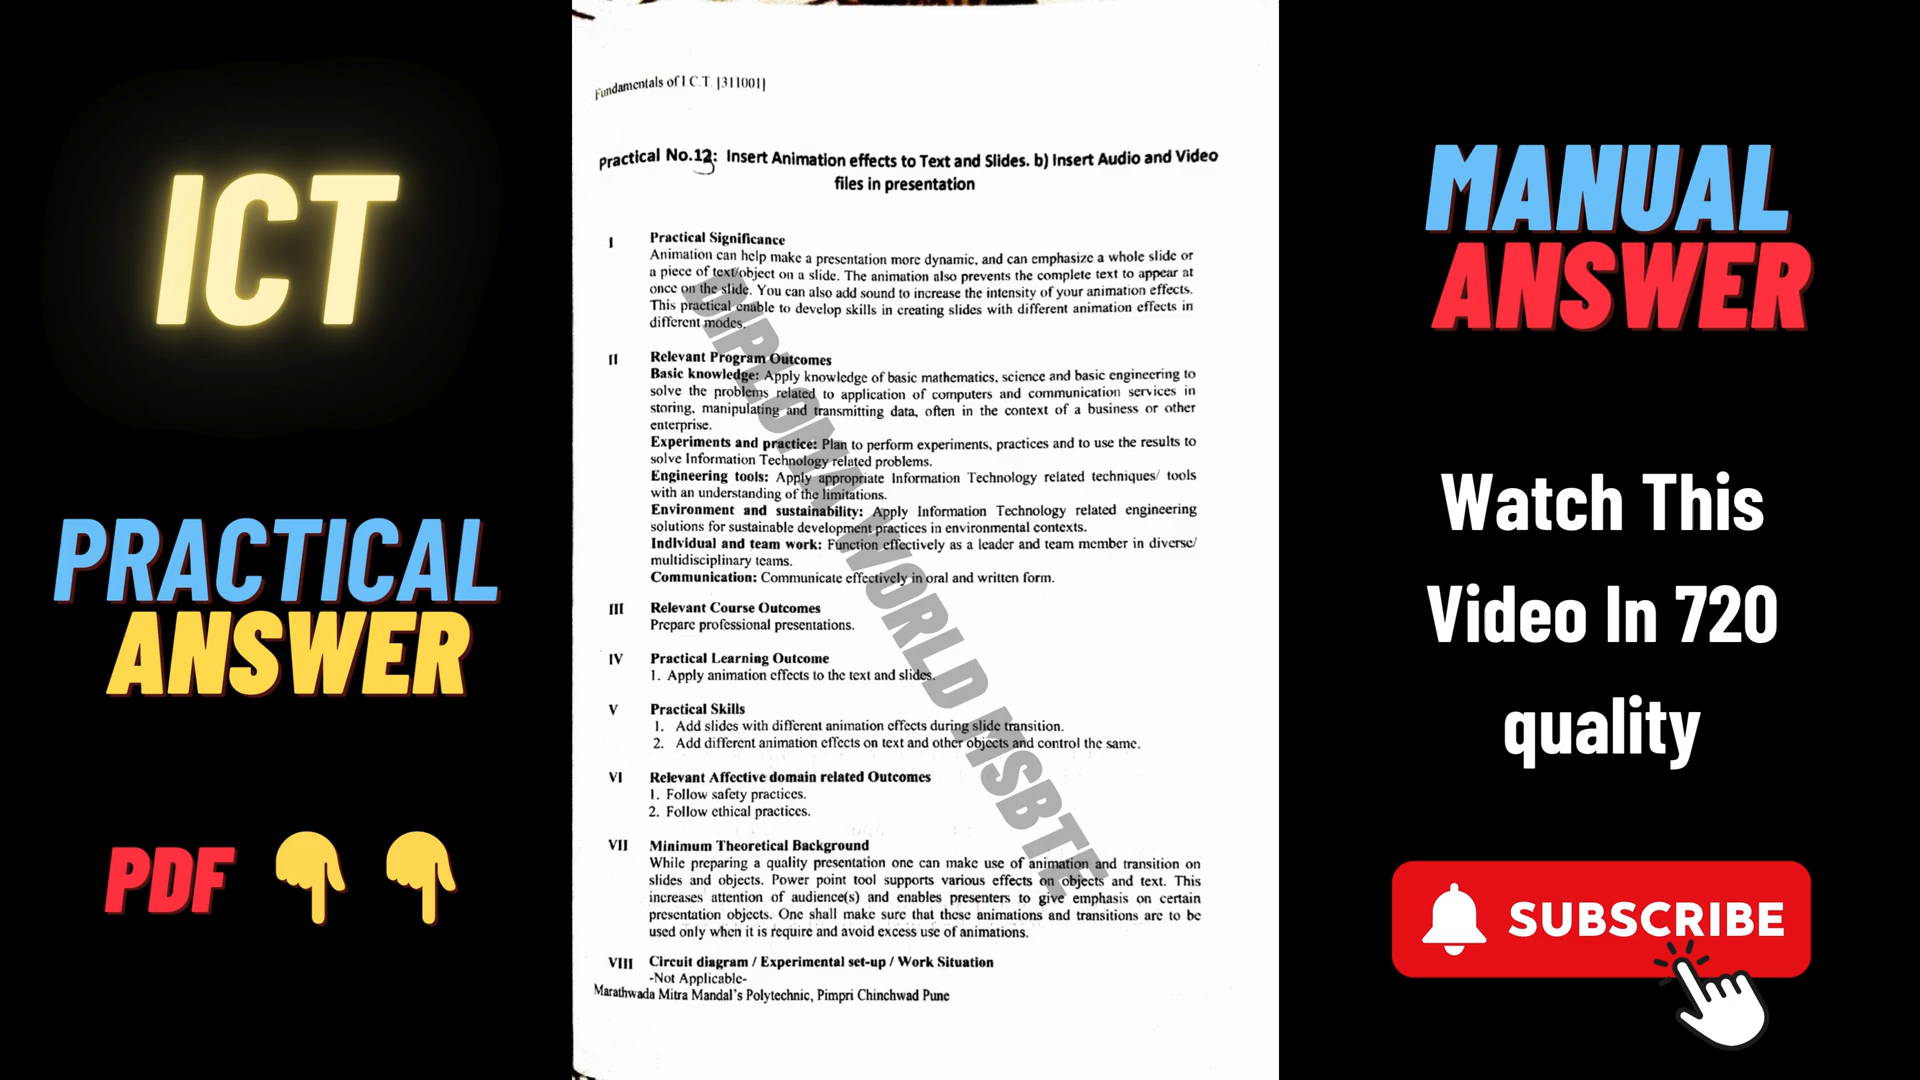 ICT
PRACTICAL
ANSWER
PDF
Fundamentals of I.C.T. [311001]
Practical No.12: Insert Animation effects to Text and Slides. b) Insert Audio and Video
files in presentation
3
I Practical Significance
Animation can help make a presentation more dynamic, and can emphasize a whole slide or
a piece of text/object on a slide. The animation also prevents the complete text to appear at
once on the slide. You can also add sound to increase the intensity of your animation effects.
This practical enable to develop skills in creating slides with different animation effects in
different modes.
II Relevant Program Outcomes
Basic knowledge: Apply knowledge of basic mathematics, science and basic engineering to
solve the problems related to application of computers and communication services in
storing, manipulating and transmitting data, often in the context of a business or other
enterprise.
Experiments and practice: Plan to perform experiments, practices and to use the results to
solve Information Technology related problems.
Engineering tools: Apply appropriate Information Technology related techniques/ tools
with an understanding of the limitations.
Environment and sustainability: Apply Information Technology related engineering
solutions for sustainable development practices in environmental contexts.
Individual and team work: Function effectively as a leader and team member in diverse/
multidisciplinary teams.
Communication: Communicate effectively in oral and written form.
III Relevant Course Outcomes
Prepare professional presentations.
IV Practical Learning Outcome
1. Apply animation effects to the text and slides.
V Practical Skills
1. Add slides with different animation effects during slide transition.
2. Add different animation effects on text and other objects and control the same.
VI Relevant Affective domain related Outcomes
1. Follow safety practices.
2. Follow ethical practices.
VII Minimum Theoretical Background
While preparing a quality presentation one can make use of animation and transition on
slides and objects. Power point tool supports various effects on objects and text. This
increases attention of audience(s) and enables presenters to give emphasis on certain
presentation objects. One shall make sure that these animations and transitions are to be
used only when it is require and avoid excess use of animations.
VIII Circuit diagram / Experimental set-up / Work Situation
-Not Applicable-
Marathwada Mitra Mandal's Polytechnic, Pimpri Chinchwad Pune
DIPLOMA WORLD MSBTE
MANUAL
ANSWER
Watch This
Video In 720
quality
SUBSCRIBE